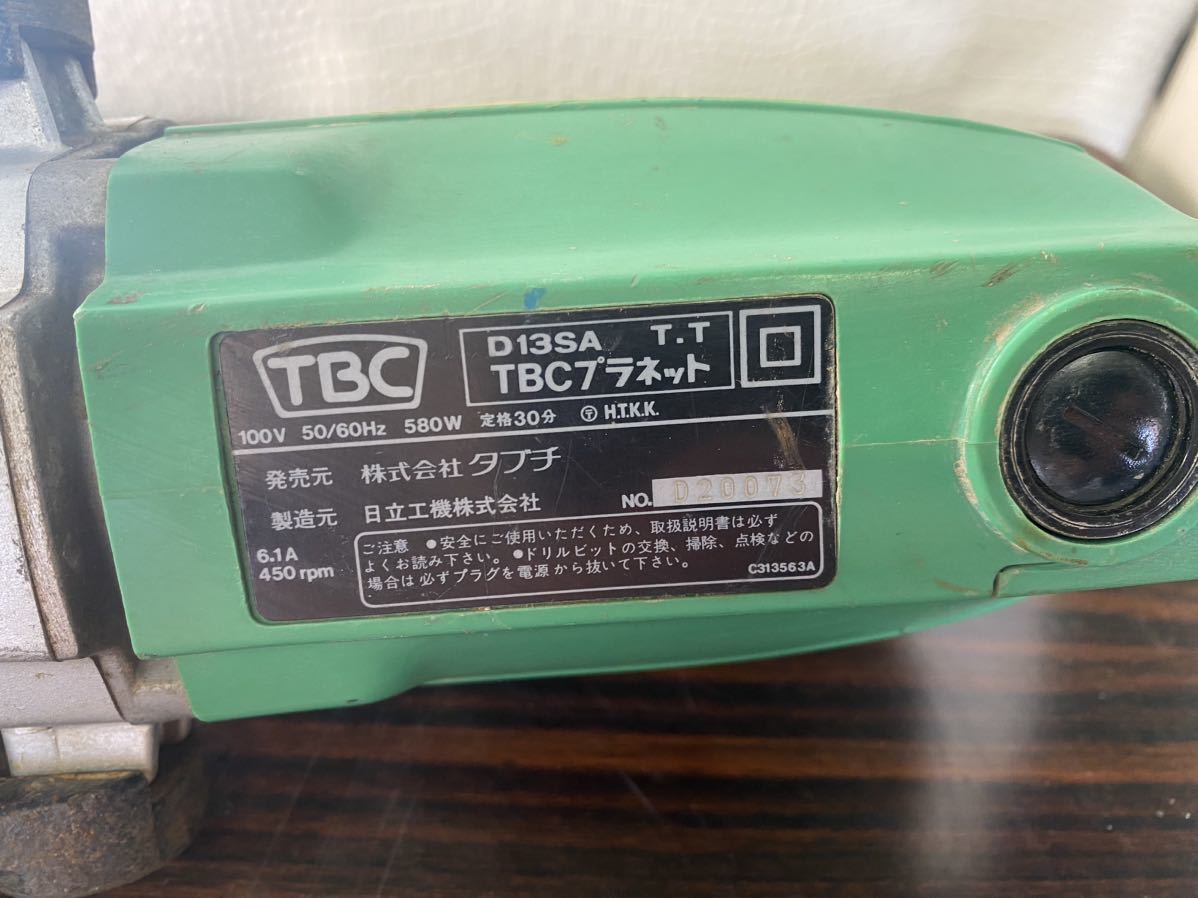 TBC
D13SA T.T
TBCプラネット
100V 50/60Hz 580W 定格30分 〒 H.T.K.K.
発売元 株式会社 タブチ
製造元 日立工機株式会社
NO. D20073
6.1A
450rpm
ご注意 ●安全にご使用いただくため、取扱説明書は必ず
よくお読み下さい。●ドリルビットの交換、掃除、点検などの
場合は必ずプラグを電源から抜いて下さい。
C313563A